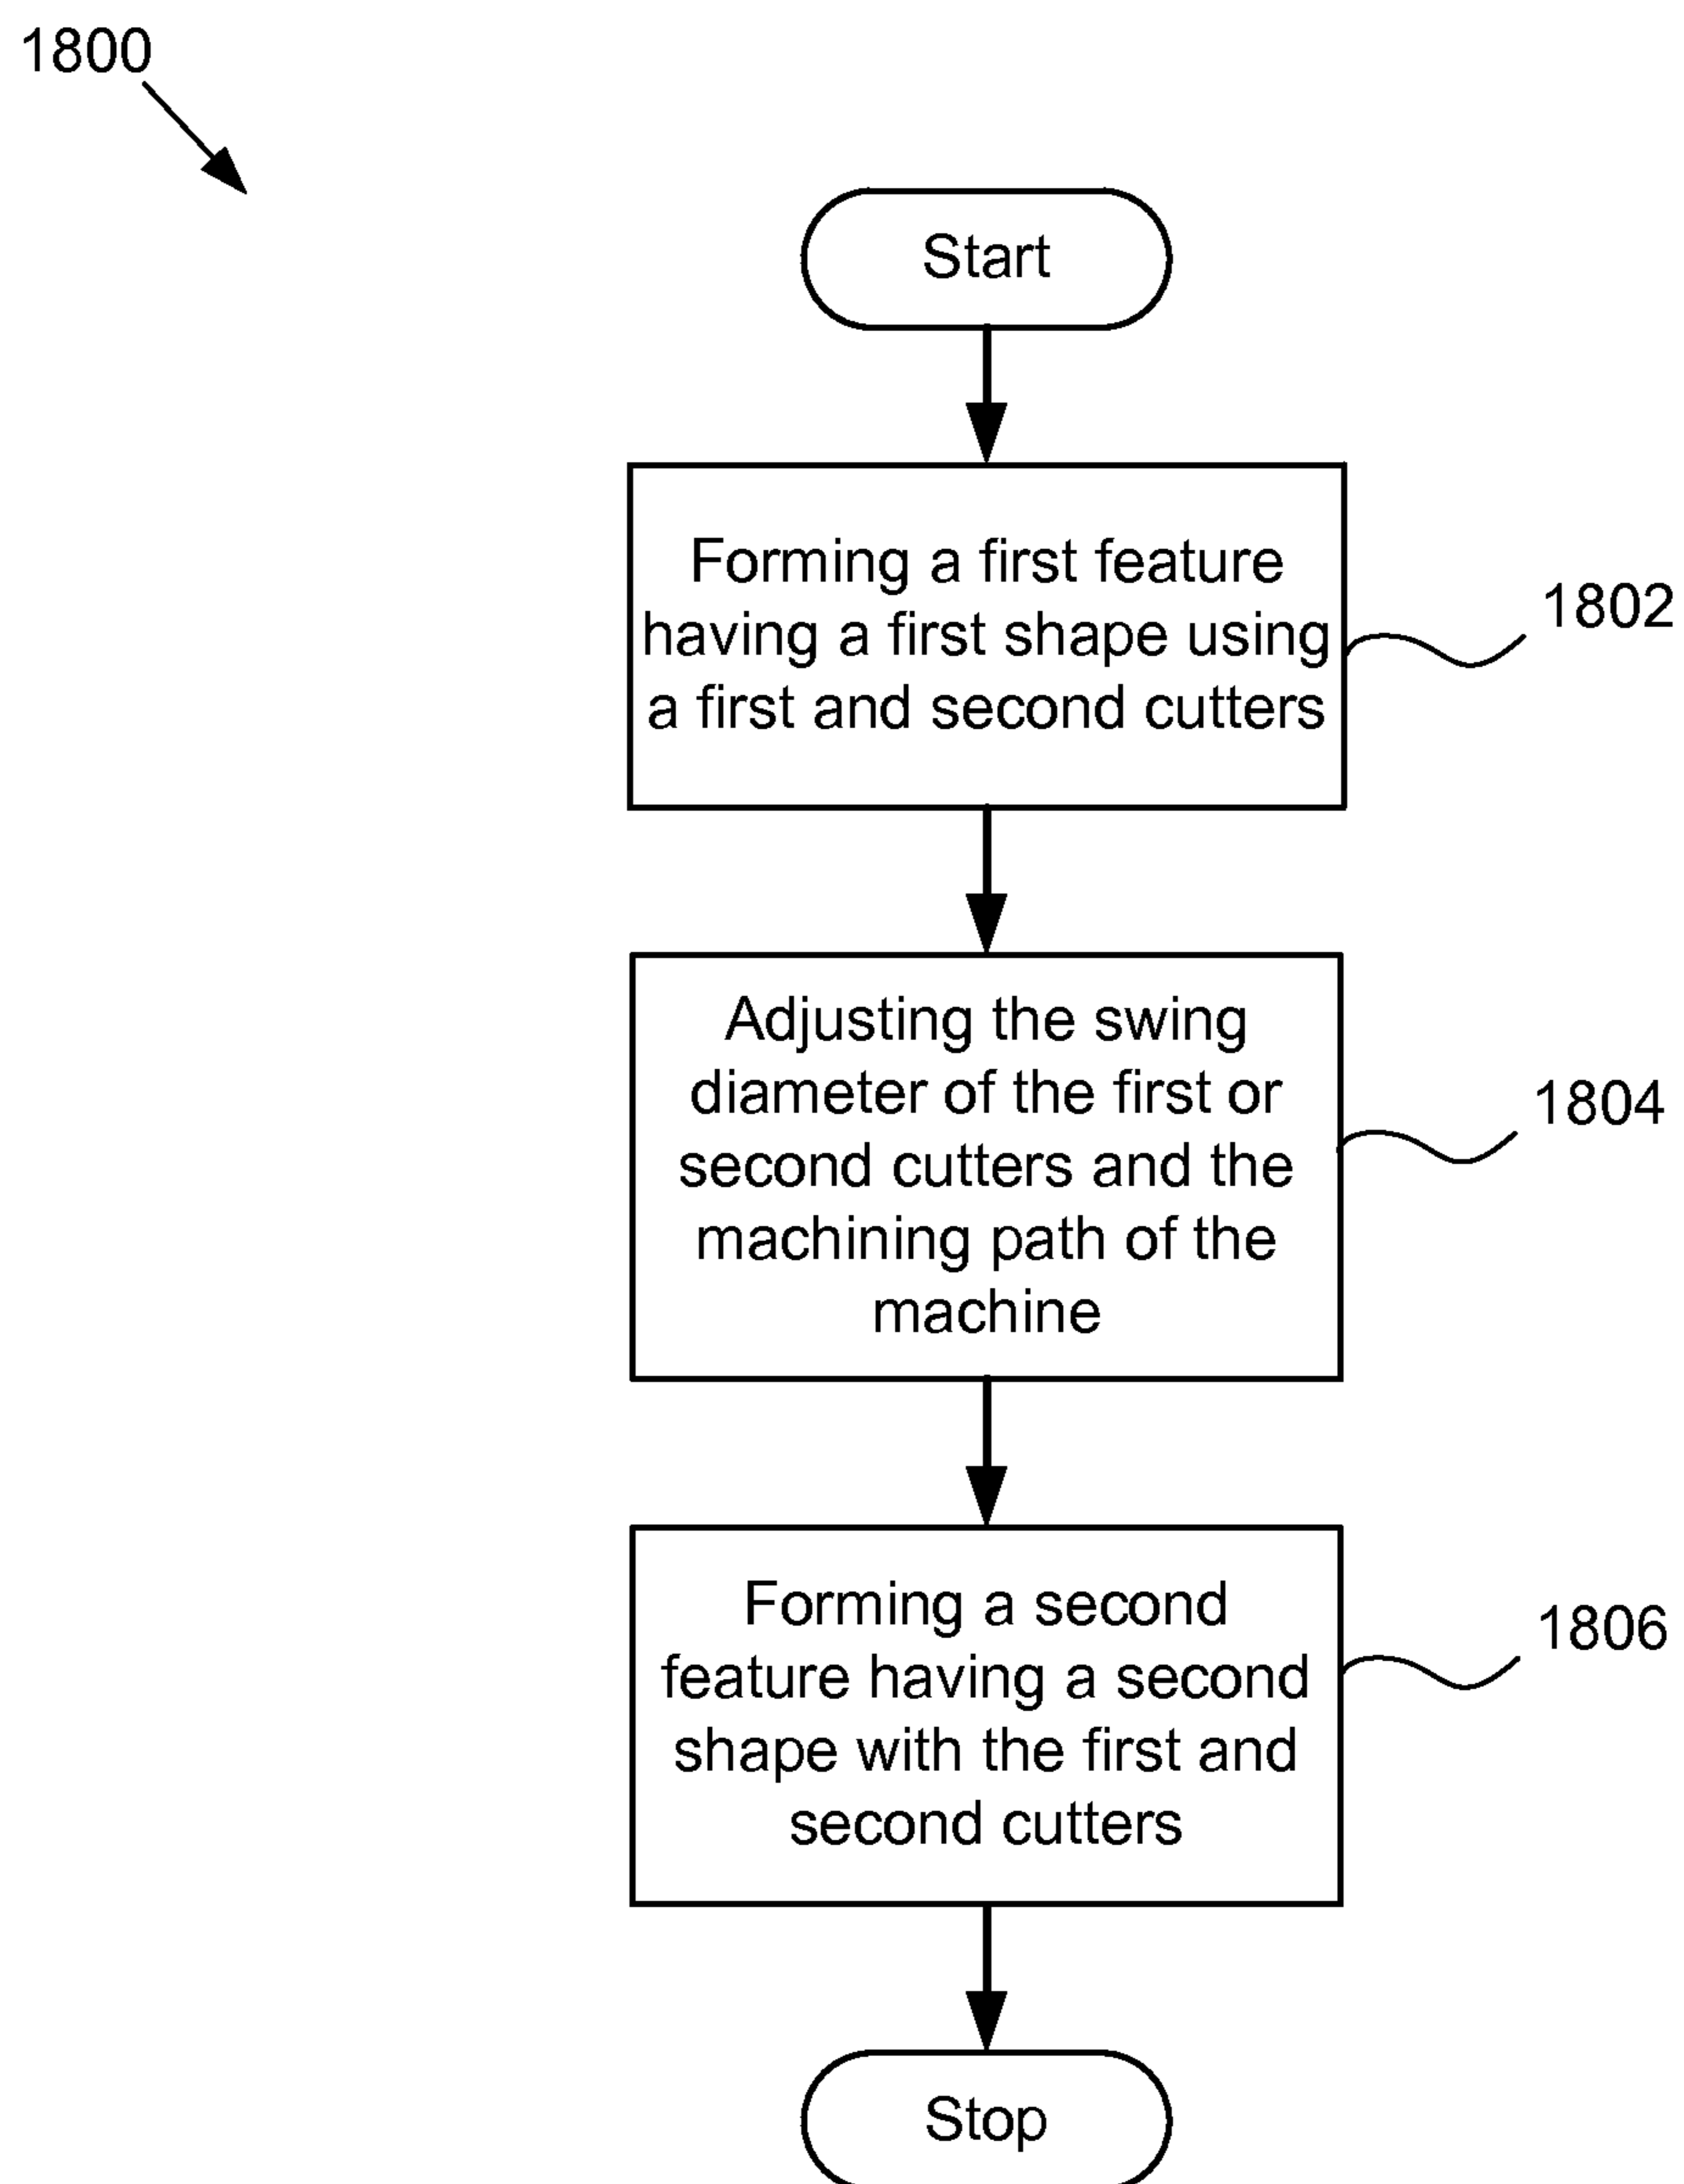 1800
Start
Forming a first feature
having a first shape using
a first and second cutters
1802
Adjusting the swing
diameter of the first or
second cutters and the
machining path of the
machine
1804
Forming a second
feature having a second
shape with the first and
second cutters
1806
Stop